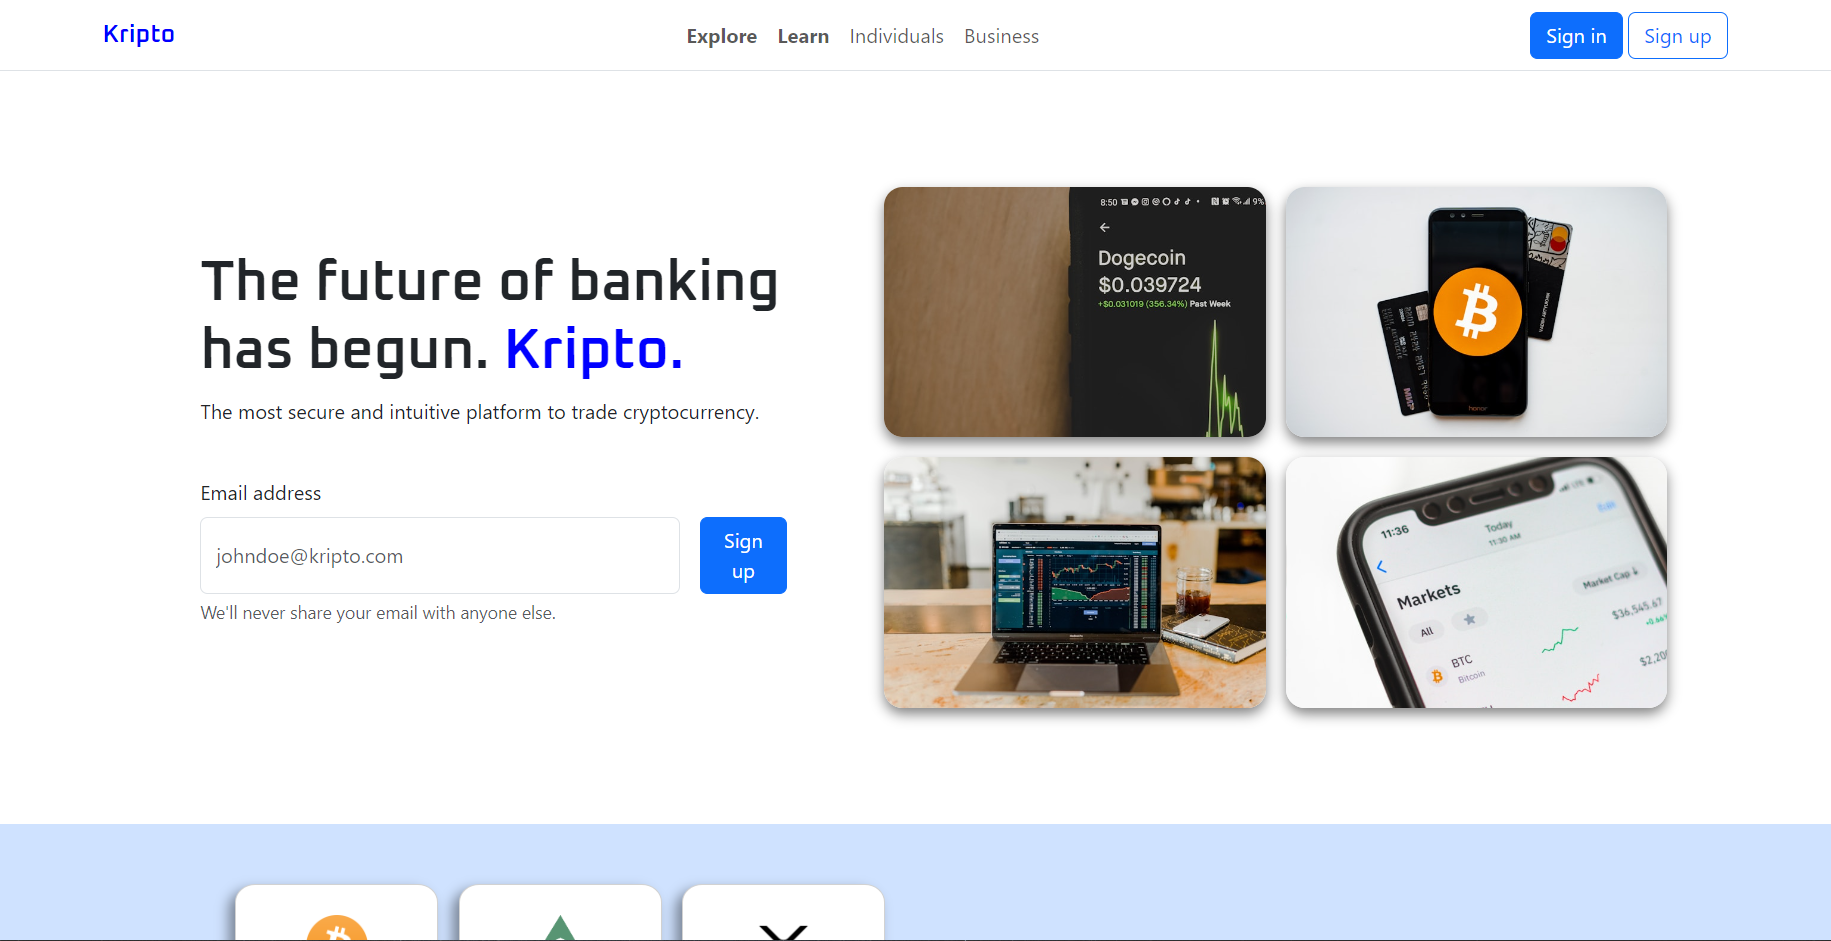 Kripto
Explore Learn Individuals Business
Sign in
Sign up
The future of banking
has begun. Kripto.
The most secure and intuitive platform to trade cryptocurrency.
Email address
johndoe@kripto.com
Sign
up
We'll never share your email with anyone else.
8:50
9%
Dogecoin
$0.039724
+$0.031019 (356.34%) Past Week
honor
11:36
Today
11:30 AM
Edit
Markets
Market Cap ↓
All
$36,545.67
BTC
Bitcoin